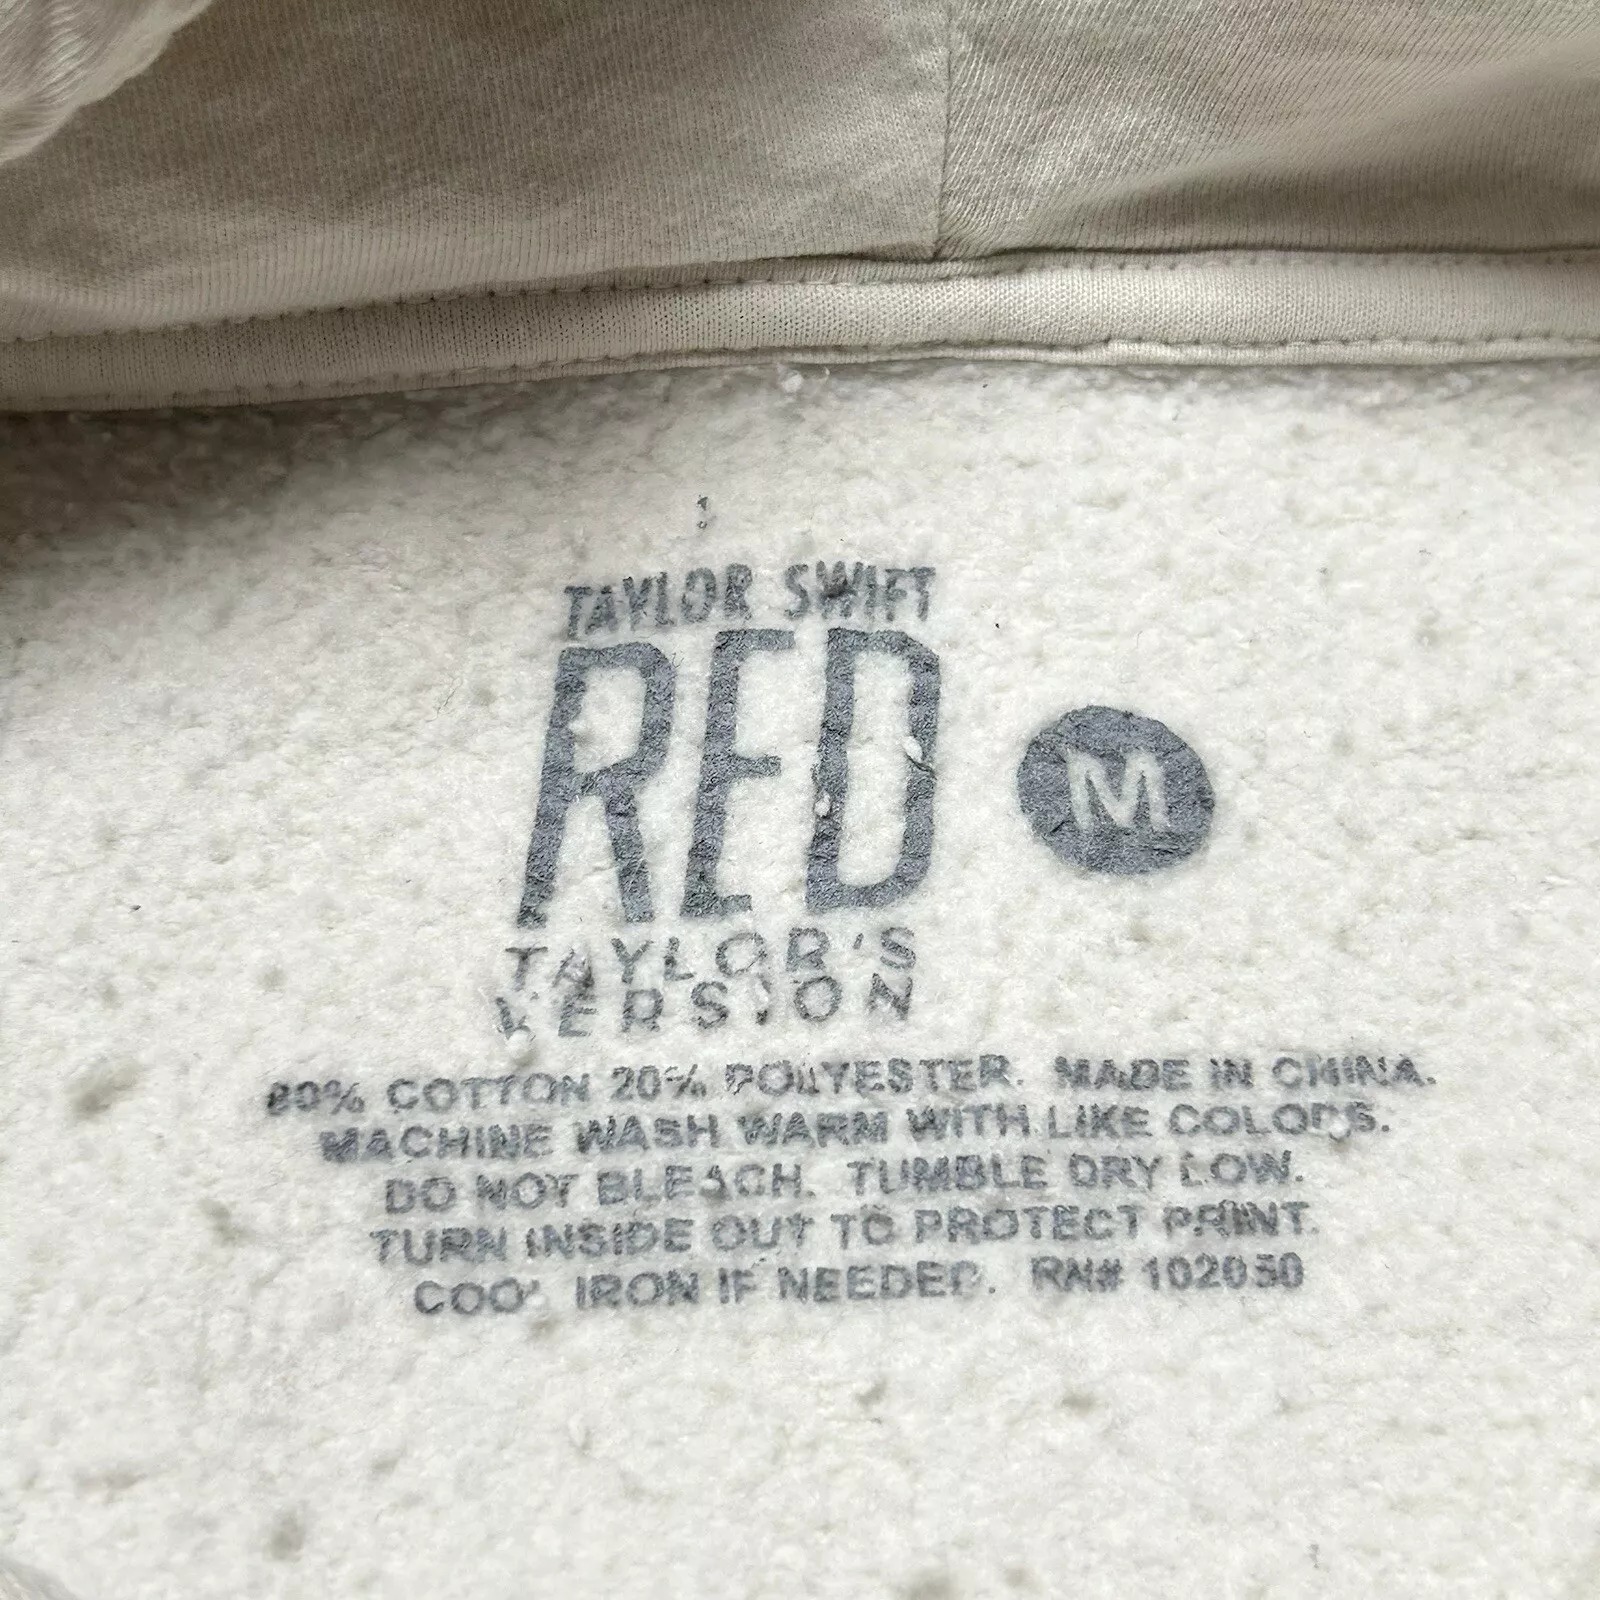 TAYLOR SWIFT
RED
M
TAYLOR'S
VERSION
80% COTTON 20% POLYESTER. MADE IN CHINA.
MACHINE WASH WARM WITH LIKE COLORS.
DO NOT BLEACH. TUMBLE DRY LOW.
TURN INSIDE OUT TO PROTECT PRINT.
COOL IRON IF NEEDED. RN# 102050